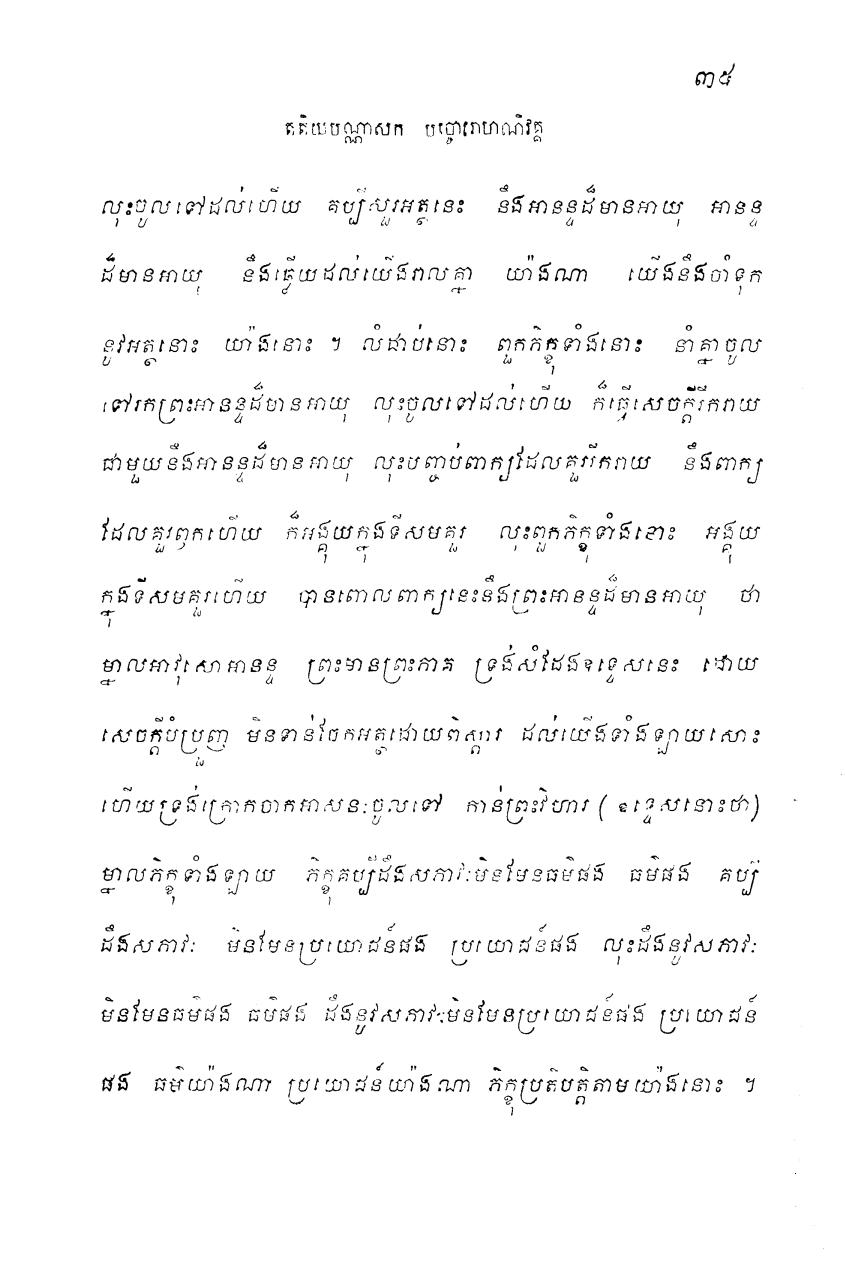 ៣៥
តតិយបណ្ណាសក បច្ចោរោហណិវគ្គ
លុះចូលទៅដល់ហើយ គប្បីសួរអត្ថនេះ នឹងអានន្ទដ៏មានអាយុ អានន្ទ
ដ៏មានអាយុ នឹងឆ្លើយដល់យើងរាល់គ្នា យ៉ាងណា យើងនឹងចាំទុក
នូវអត្ថនោះ យ៉ាងនោះ ។ លំដាប់នោះ ពួកភិក្ខុទាំងនោះ នាំគ្នាចូល
ទៅរកព្រះអានន្ទដ៏មានអាយុ លុះចូលទៅដល់ហើយ ក៏ធ្វើសេចក្តីរីករាយ
ជាមួយនឹងអានន្ទដ៏មានអាយុ លុះបញ្ចប់ពាក្យដែលគួររីករាយ នឹងពាក្យ
ដែលគួរឭកហើយ ក៏អង្គុយក្នុងទីសមគួរ លុះពួកភិក្ខុទាំងនោះ អង្គុយ
ក្នុងទីសមគួរហើយ បានពោលពាក្យនេះនឹងព្រះអានន្ទដ៏មានអាយុ ថា
ម្នាលអាវុសោអានន្ទ ព្រះមានព្រះភាគ ទ្រង់សំដែងឧទ្ទេសនេះ ដោយ
សេចក្តីបំប្រួញ មិនទាន់ចែកអត្ថដោយពិស្តារ ដល់យើងទាំងឡាយសោះ
ហើយទ្រង់ក្រោកចាកអាសនៈចូលទៅ កាន់ព្រះវិហារ (ឧទ្ទេសនោះថា)
ម្នាលភិក្ខុទាំងឡាយ ភិក្ខុគប្បីដឹងសភាវៈមិនមែនធម៌ផង ធម៌ផង គប្បី
ដឹងសភាវៈ មិនមែនប្រយោជន៍ផង ប្រយោជន៍ផង លុះដឹងនូវសភាវៈ
មិនមែនធម៌ផង ធម៌ផង ដឹងនូវសភាវៈមិនមែនប្រយោជន៍ផង ប្រយោជន៍
ផង ធម៌យ៉ាងណា ប្រយោជន៍យ៉ាងណា ភិក្ខុប្រតិបត្តិតាមយ៉ាងនោះ ។